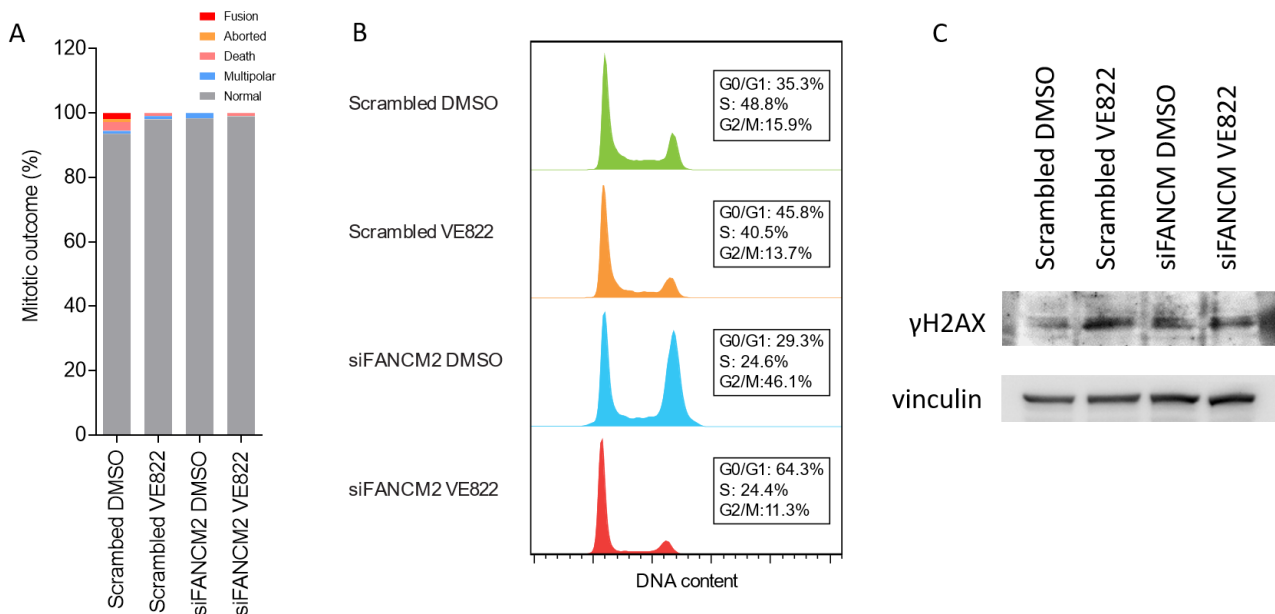 A
Fusion
Aborted
Death
Multipolar
Normal
120
100
80
60
40
20
0
Mitotic outcome (%)
Scrambed DMSO
Scrambled VE822
siFANCM2 DMSO
siFANCM2 VE822
B
Scrambled DMSO
G0/G1: 35.3%
S: 48.8%
G2/M:15.9%
Scrambled VE822
G0/G1: 45.8%
S: 40.5%
G2/M:13.7%
siFANCM2 DMSO
G0/G1: 29.3%
S: 24.6%
G2/M:46.1%
siFANCM2 VE822
G0/G1: 64.3%
S: 24.4%
G2/M:11.3%
DNA content
C
Scrambled DMSO
Scrambled VE822
siFANCM DMSO
siFANCM VE822
γH2AX
vinculin